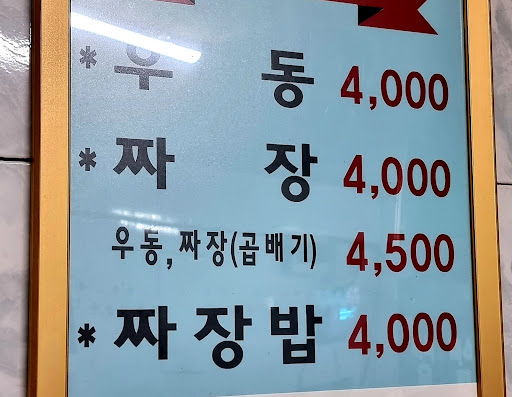 * 우 동 4,000
* 짜 장 4,000
우동,짜장(곱배기) 4,500
* 짜장밥 4,000